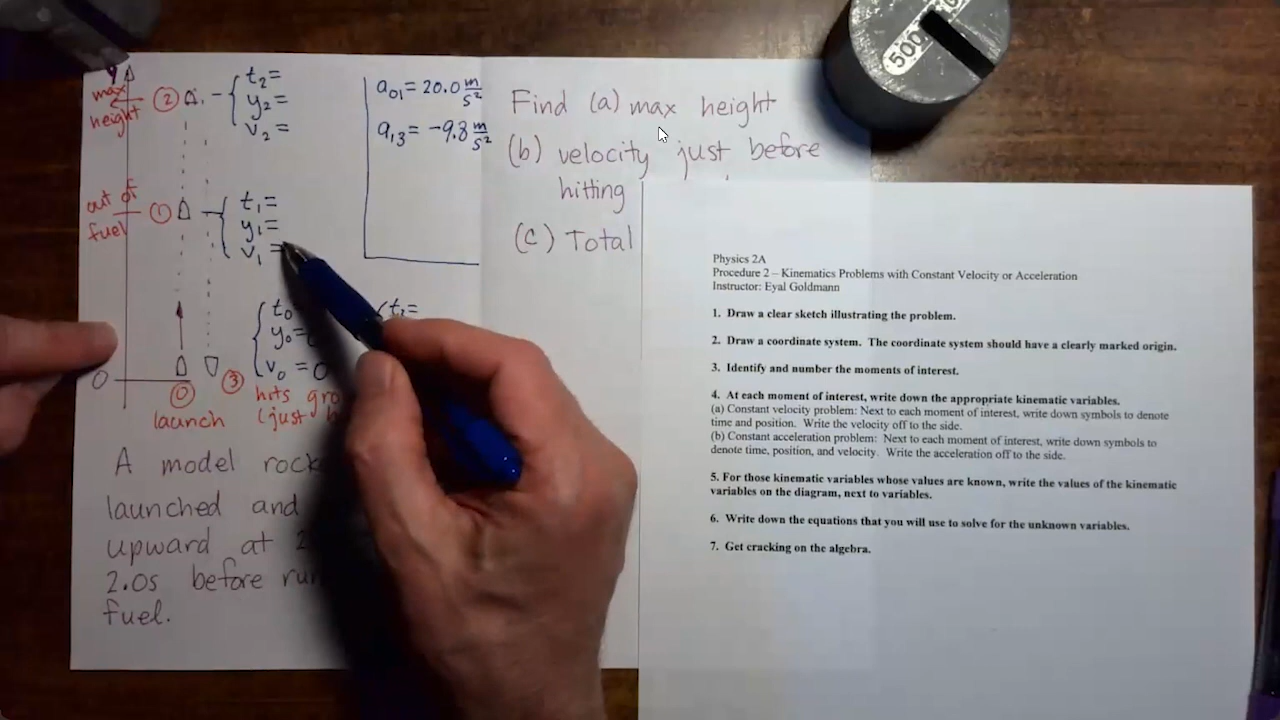 y
max
height
②
t₂=
y₂=
v₂=
a₀₁= 20.0 m/s²
a₁₃= -9.8 m/s²
out of
fuel
①
t₁=
y₁=
v₁=
t₀
y₀=
v₀ = 0
t₃=
0
⓪
launch
③
hits
(just
A model
launched and
upward at
2.0s before
fuel.
Find (a) max height
(b) velocity just before
hitting
(c) Total
500
Physics 2A
Procedure 2 – Kinematics Problems with Constant Velocity or Acceleration
Instructor: Eyal Goldmann
1. Draw a clear sketch illustrating the problem.
2. Draw a coordinate system. The coordinate system should have a clearly marked origin.
3. Identify and number the moments of interest.
4. At each moment of interest, write down the appropriate kinematic variables.
(a) Constant velocity problem: Next to each moment of interest, write down symbols to denote
time and position. Write the velocity off to the side.
(b) Constant acceleration problem: Next to each moment of interest, write down symbols to
denote time, position, and velocity. Write the acceleration off to the side.
5. For those kinematic variables whose values are known, write the values of the kinematic
variables on the diagram, next to variables.
6. Write down the equations that you will use to solve for the unknown variables.
7. Get cracking on the algebra.